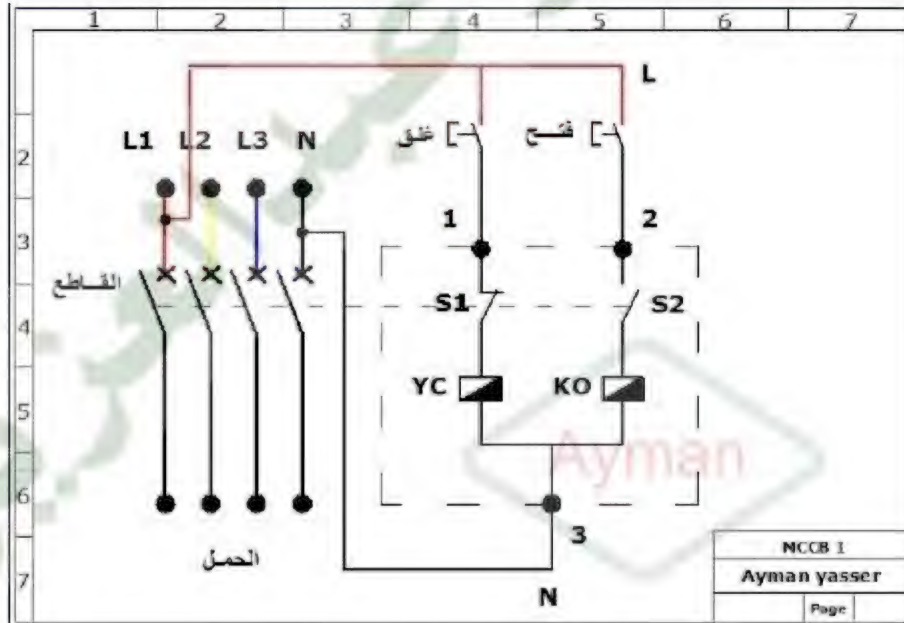 1 2 3 4 5 6 7
L
L1 L2 L3 N
غلق
فتح
2
1 2
3
القاطع
S1 S2
4
YC KO
5
Ayman
6
3
الحمل
N
7
MCCB 1
Ayman yasser
Page